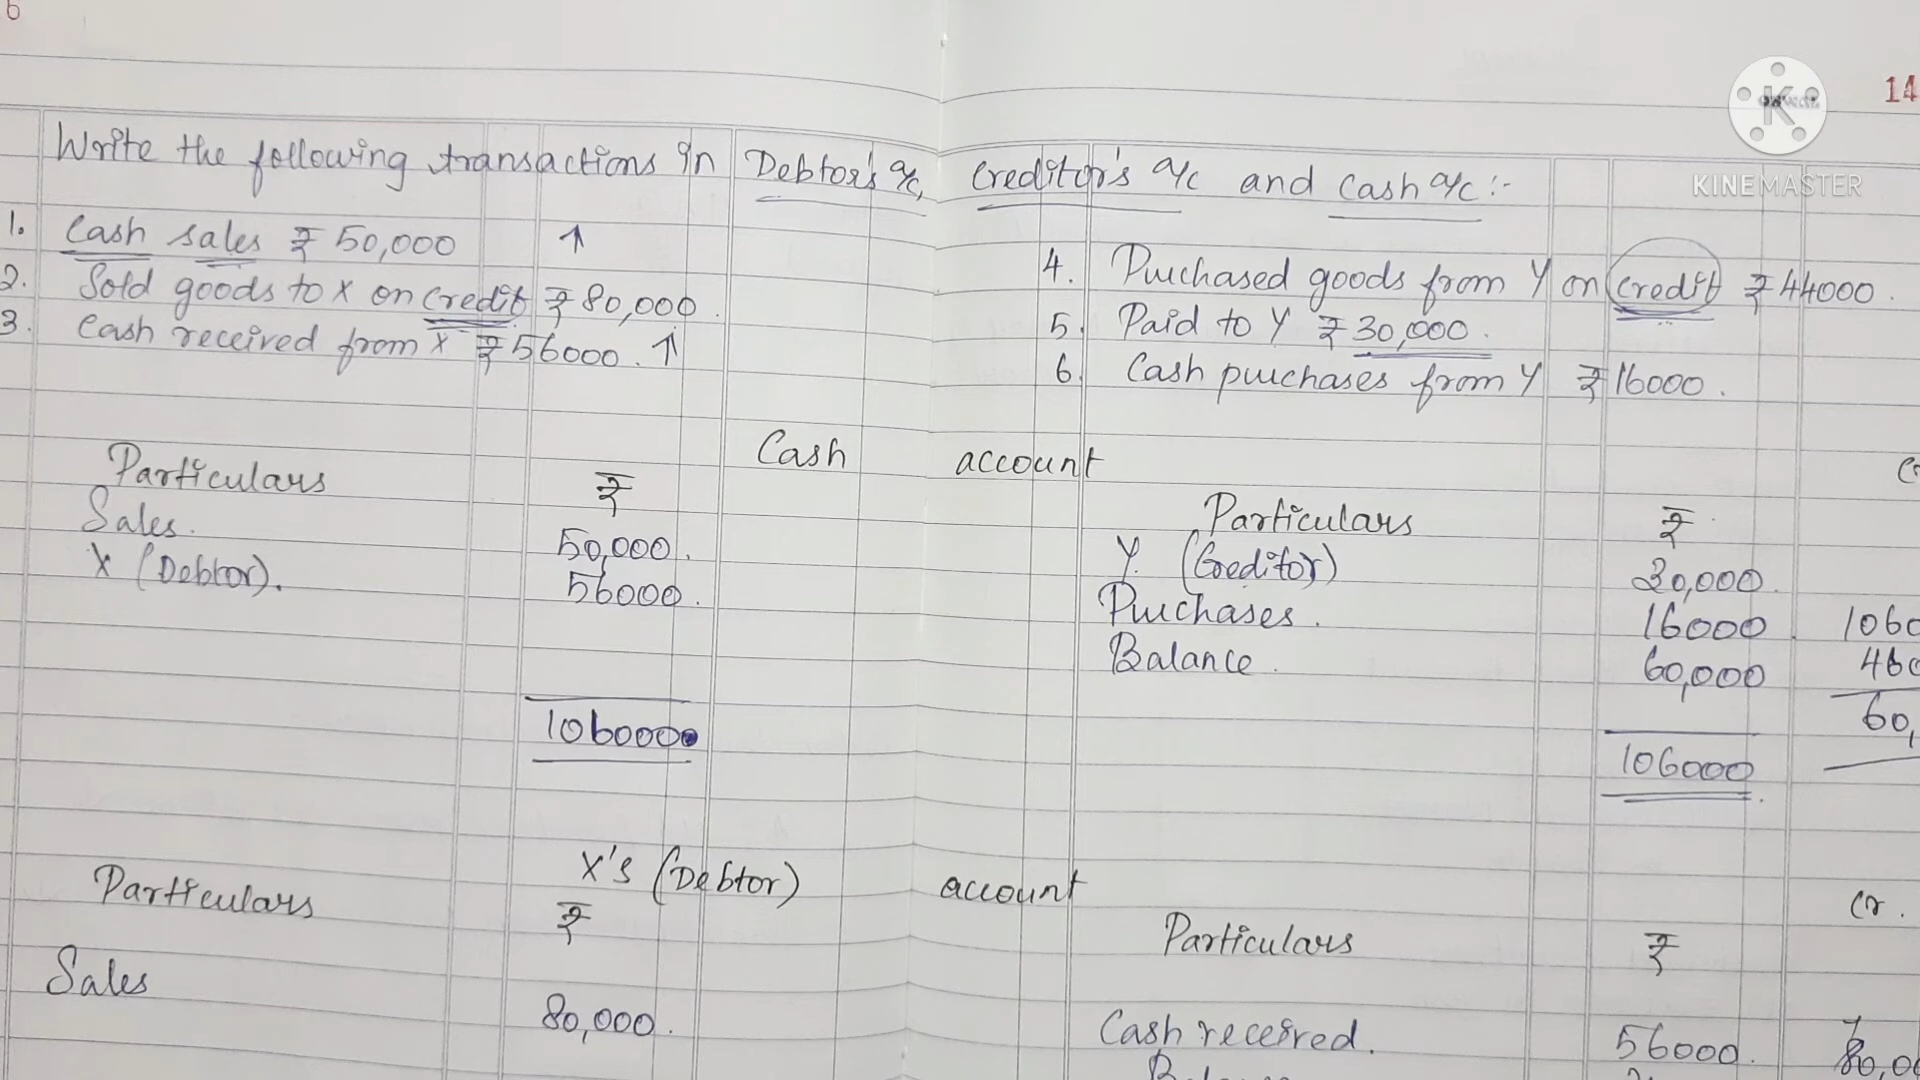 6
14
KINEMASTER
Write the following transactions in Debtor's a/c, Creditor's a/c and Cash a/c :-
1. Cash sales ₹ 50,000 ↑
2. Sold goods to X on credit ₹ 80,000.
3. Cash received from X ₹ 56000. ↑
4. Purchased goods from Y on credit ₹ 44000.
5. Paid to Y ₹ 30,000.
6. Cash purchases from Y ₹ 16000.
Cash account
Particulars ₹ Particulars ₹
Sales. 50,000. Y. (Creditor) 30,000.
X (Debtor). 56000. Purchases. 16000
Balance. 60,000
60,
1060000 106000
X's (Debtor) account Cr.
Particulars ₹ Particulars ₹
Sales 80,000. Cash received. 56000.